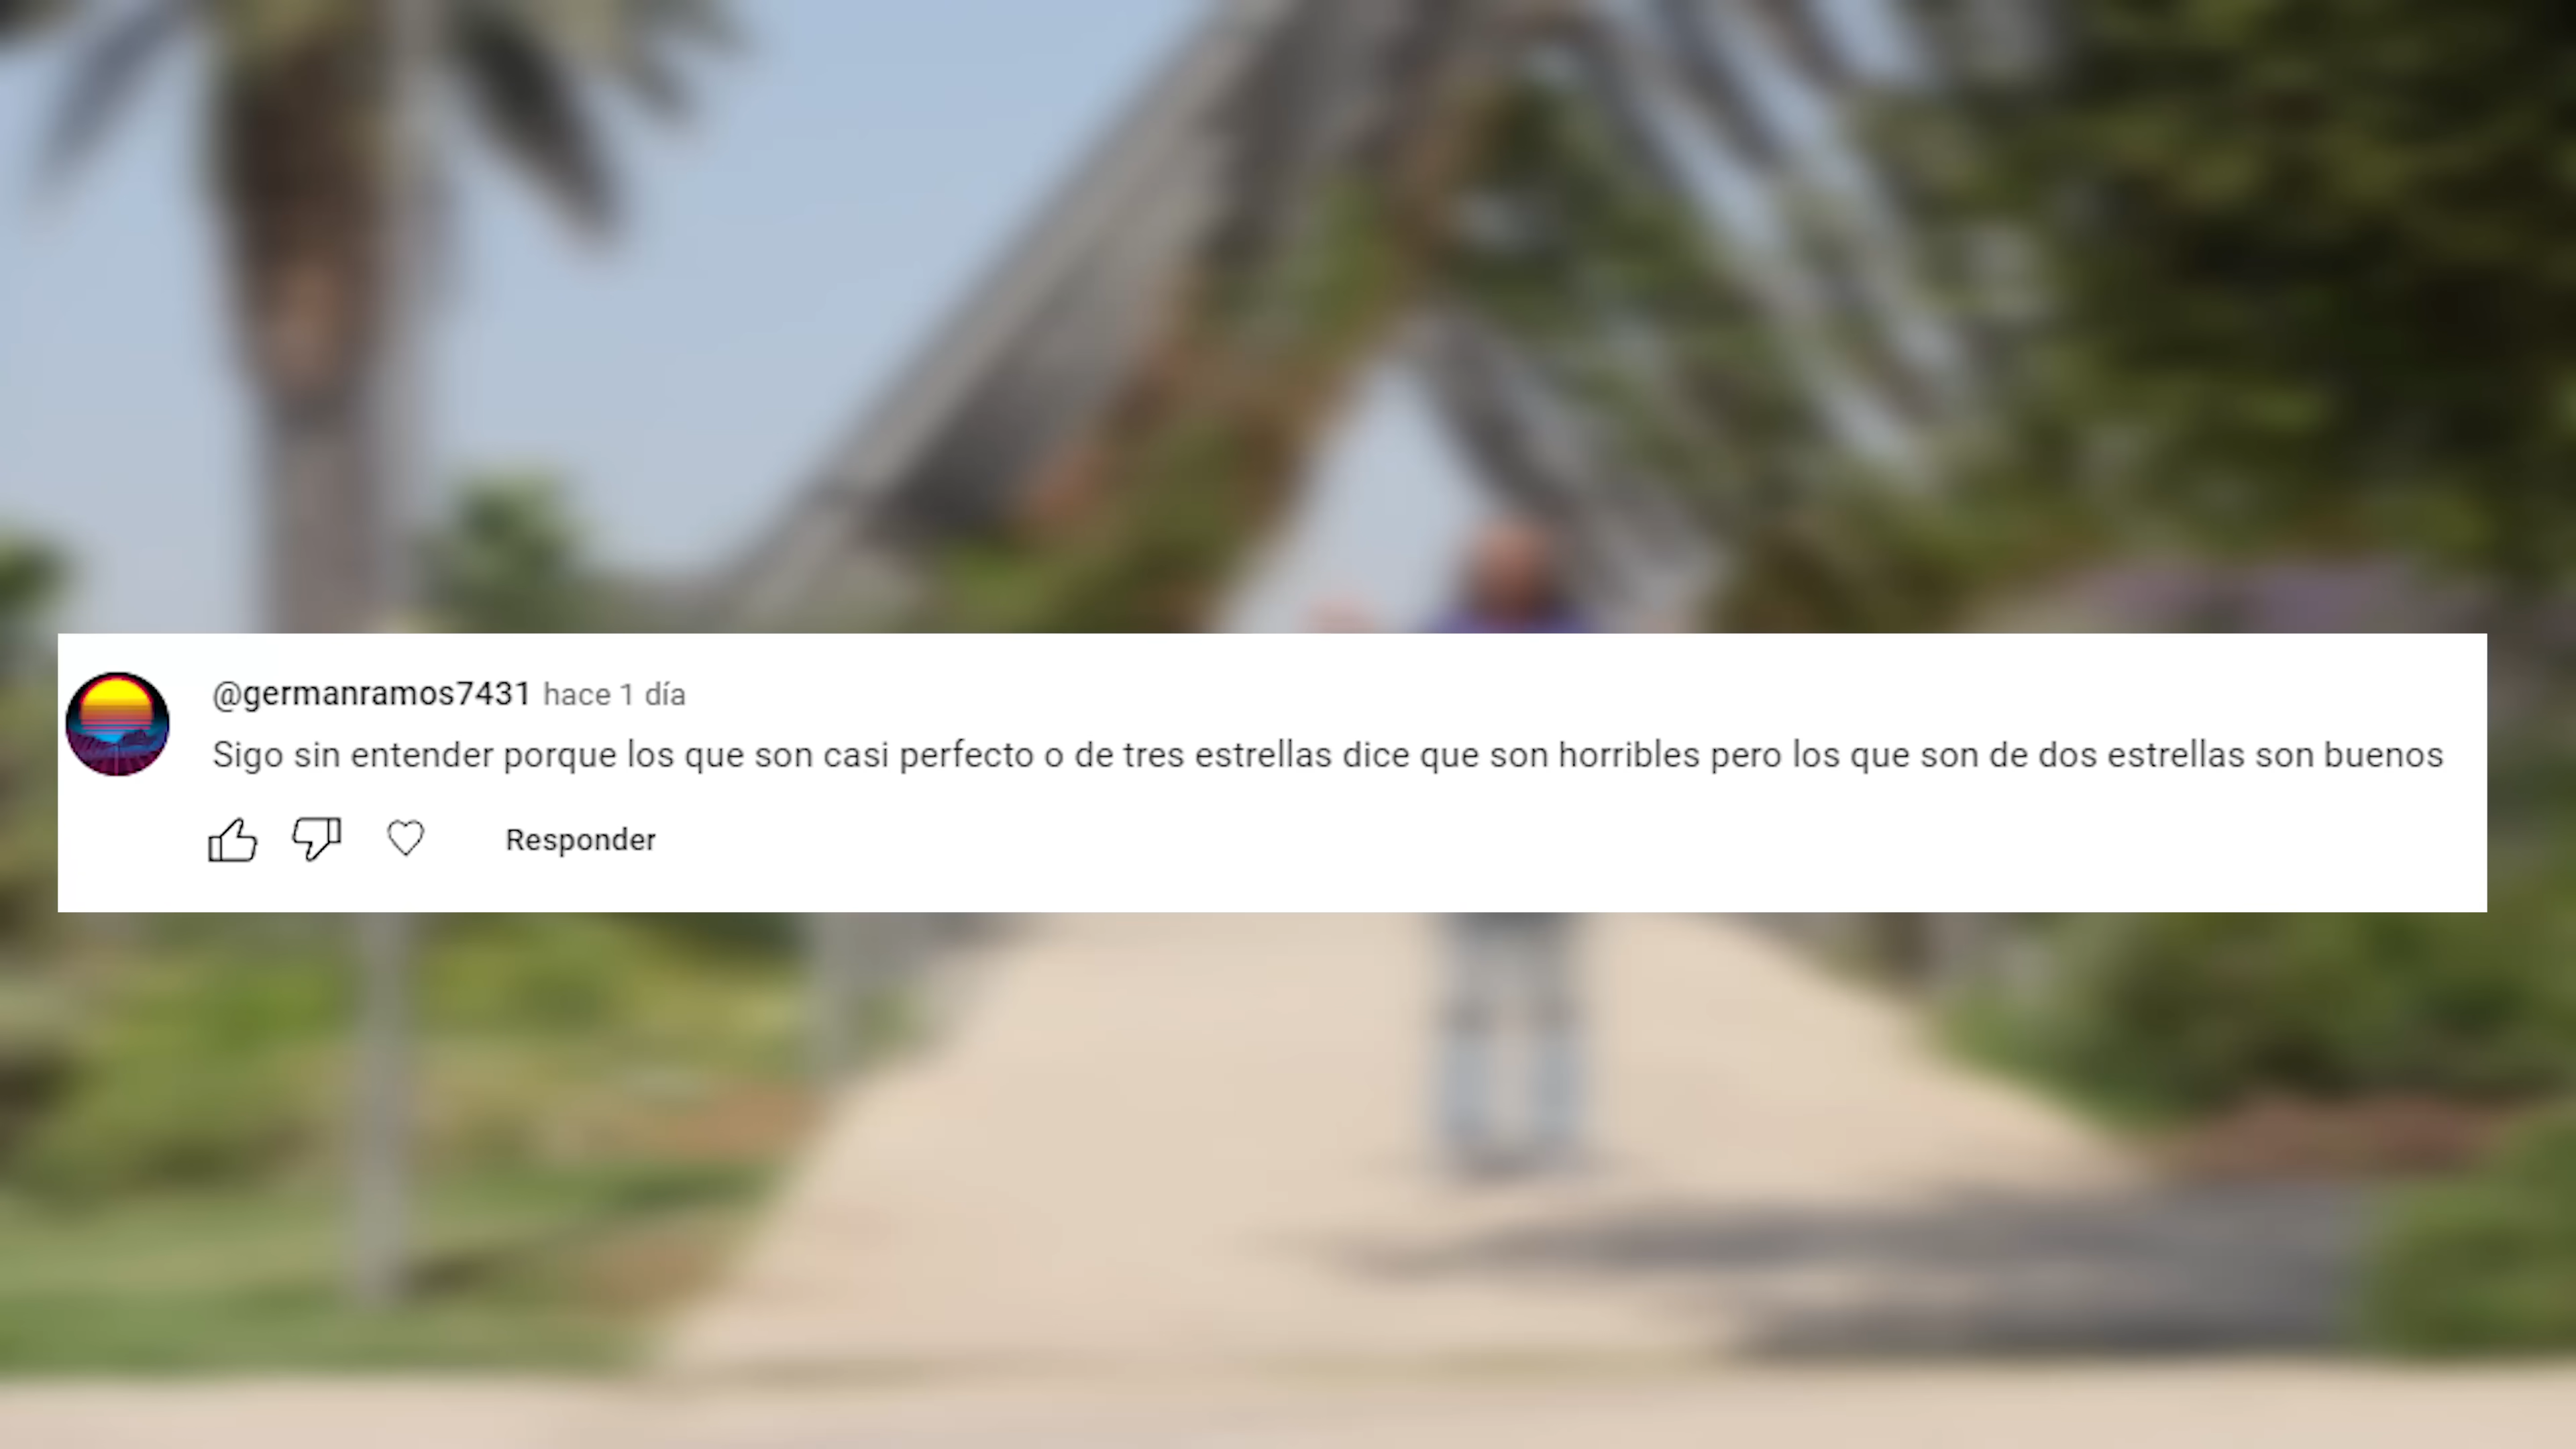 @germanramos7431 hace 1 día
Sigo sin entender porque los que son casi perfecto o de tres estrellas dice que son horribles pero los que son de dos estrellas son buenos
Responder